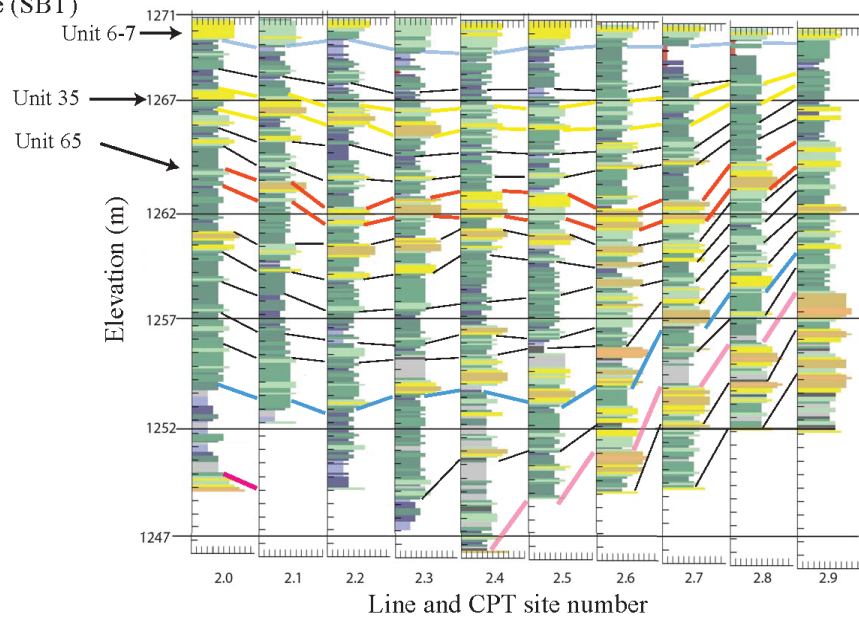 e (SBT)
1271
Unit 6-7
Unit 35
1267
Unit 65
1262
Elevation (m)
1257
1252
1247
2.0 2.1 2.2 2.3 2.4 2.5 2.6 2.7 2.8 2.9
Line and CPT site number